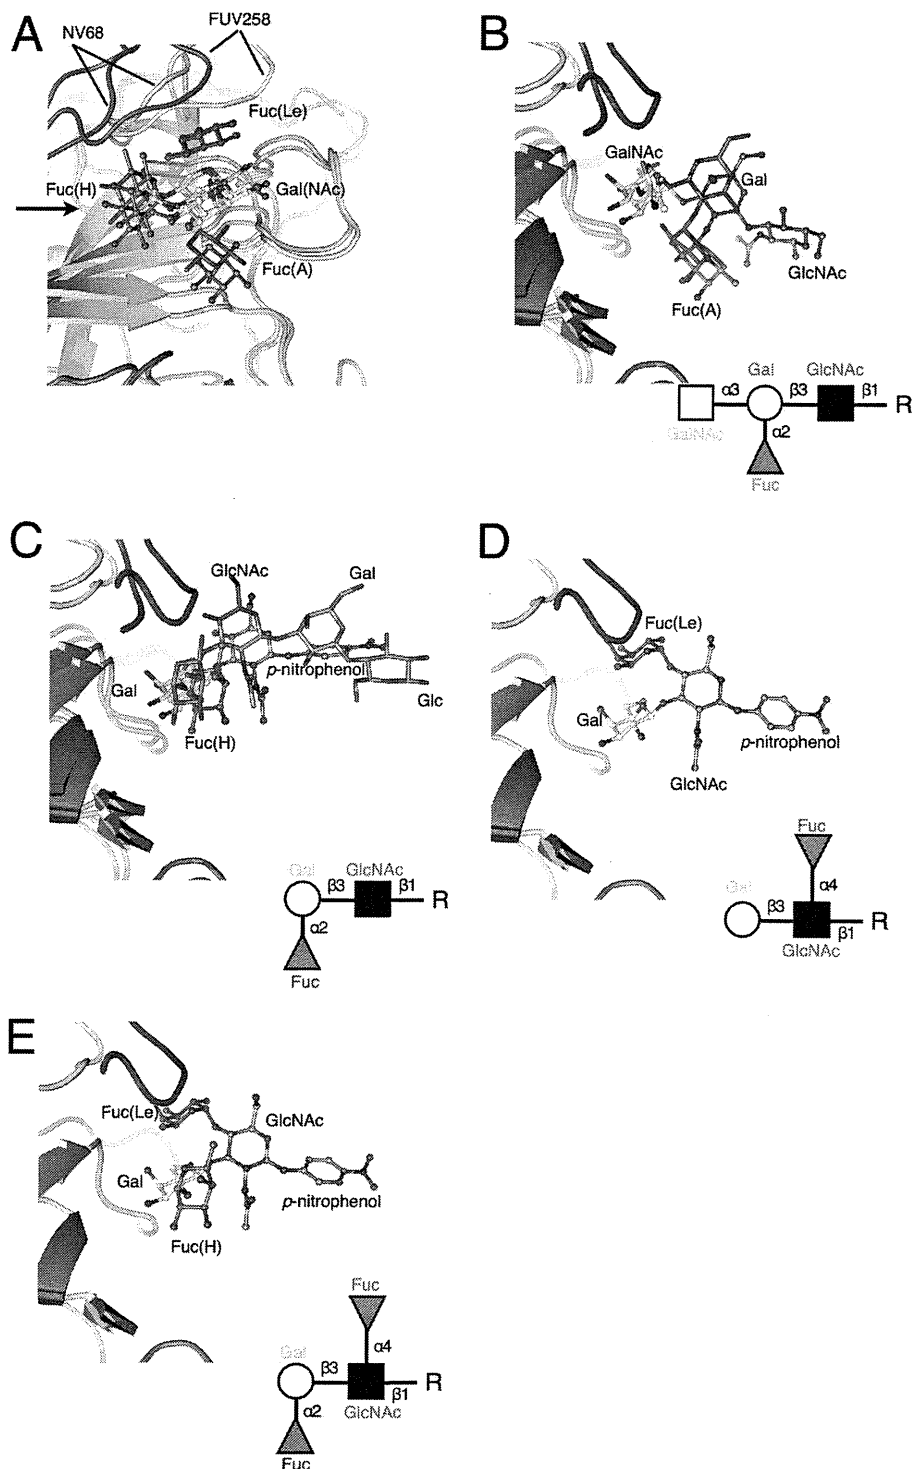 A
FUV258
NV68
Fuc(Le)
Fuc(H)
Gal(NAc)
Fuc(A)
B
GalNAc
Gal
GlcNAc
Fuc(A)
Gal
GlcNAc
α3
β3
β1
R
GalNAc
α2
Fuc
C
GlcNAc
Gal
p-nitrophenol
Gal
Glc
Fuc(H)
Gal
GlcNAc
β3
β1
R
α2
Fuc
D
Fuc(Le)
Gal
p-nitrophenol
GlcNAc
Fuc
α4
Gal
β3
R
β1
GlcNAc
E
Fuc(Le)
GlcNAc
Gal
p-nitrophenol
Fuc(H)
Fuc
α4
Gal
β3
R
β1
α2
GlcNAc
Fuc